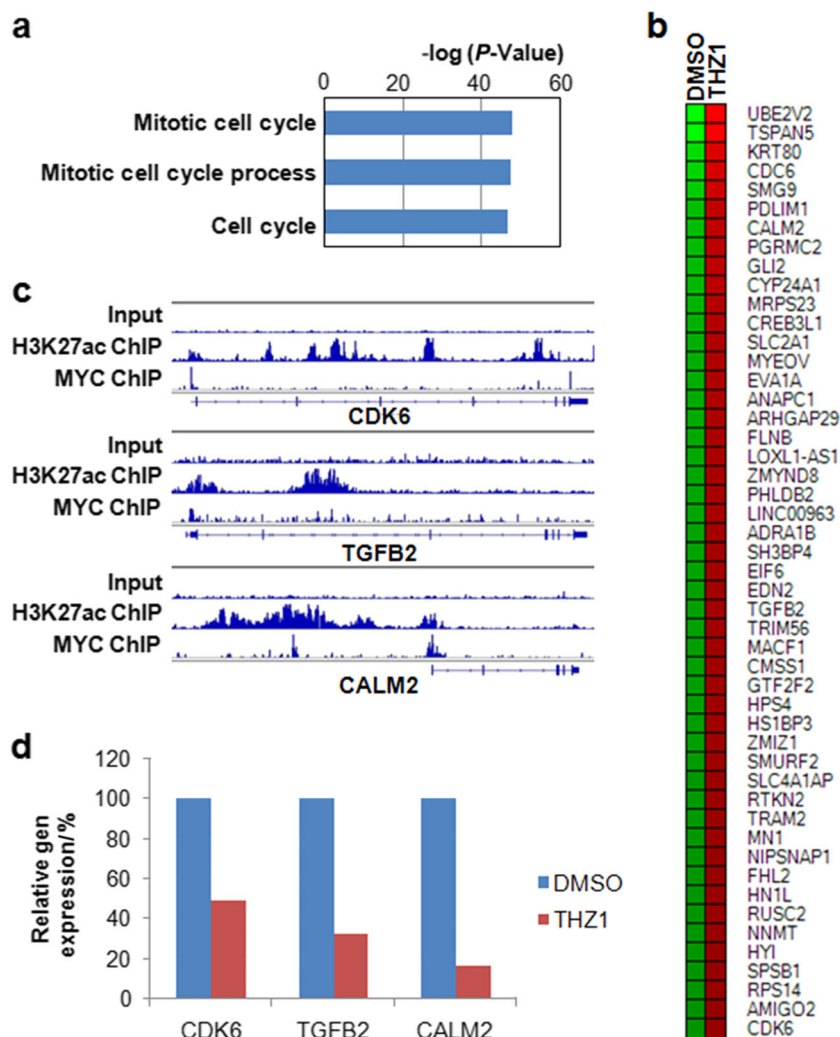 a
-log (P-Value)
0 20 40 60
Mitotic cell cycle
Mitotic cell cycle process
Cell cycle
b
DMSO
THZ1
UBE2V2
TSPAN5
KRT80
CDC6
SMG9
PDLIM1
CALM2
PGRMC2
GLI2
CYP24A1
MRPS23
CREB3L1
SLC2A1
MYEOV
EVA1A
ANAPC1
ARHGAP29
FLNB
LOXL1-AS1
ZMYND8
PHLDB2
LINC00963
ADRA1B
SH3BP4
EIF6
EDN2
TGFB2
TRIM56
MACF1
CMSS1
GTF2F2
HPS4
HS1BP3
ZMIZ1
SMURF2
SLC4A1AP
RTKN2
TRAM2
MN1
NIPSNAP1
FHL2
HN1L
RUSC2
NNMT
HYI
SPSB1
RPS14
AMIGO2
CDK6
c
Input
H3K27ac ChIP
MYC ChIP
CDK6
Input
H3K27ac ChIP
MYC ChIP
TGFB2
Input
H3K27ac ChIP
MYC ChIP
CALM2
d
Relative gen
expression/%
120
100
80
60
40
20
0
CDK6 TGFB2 CALM2
DMSO
THZ1